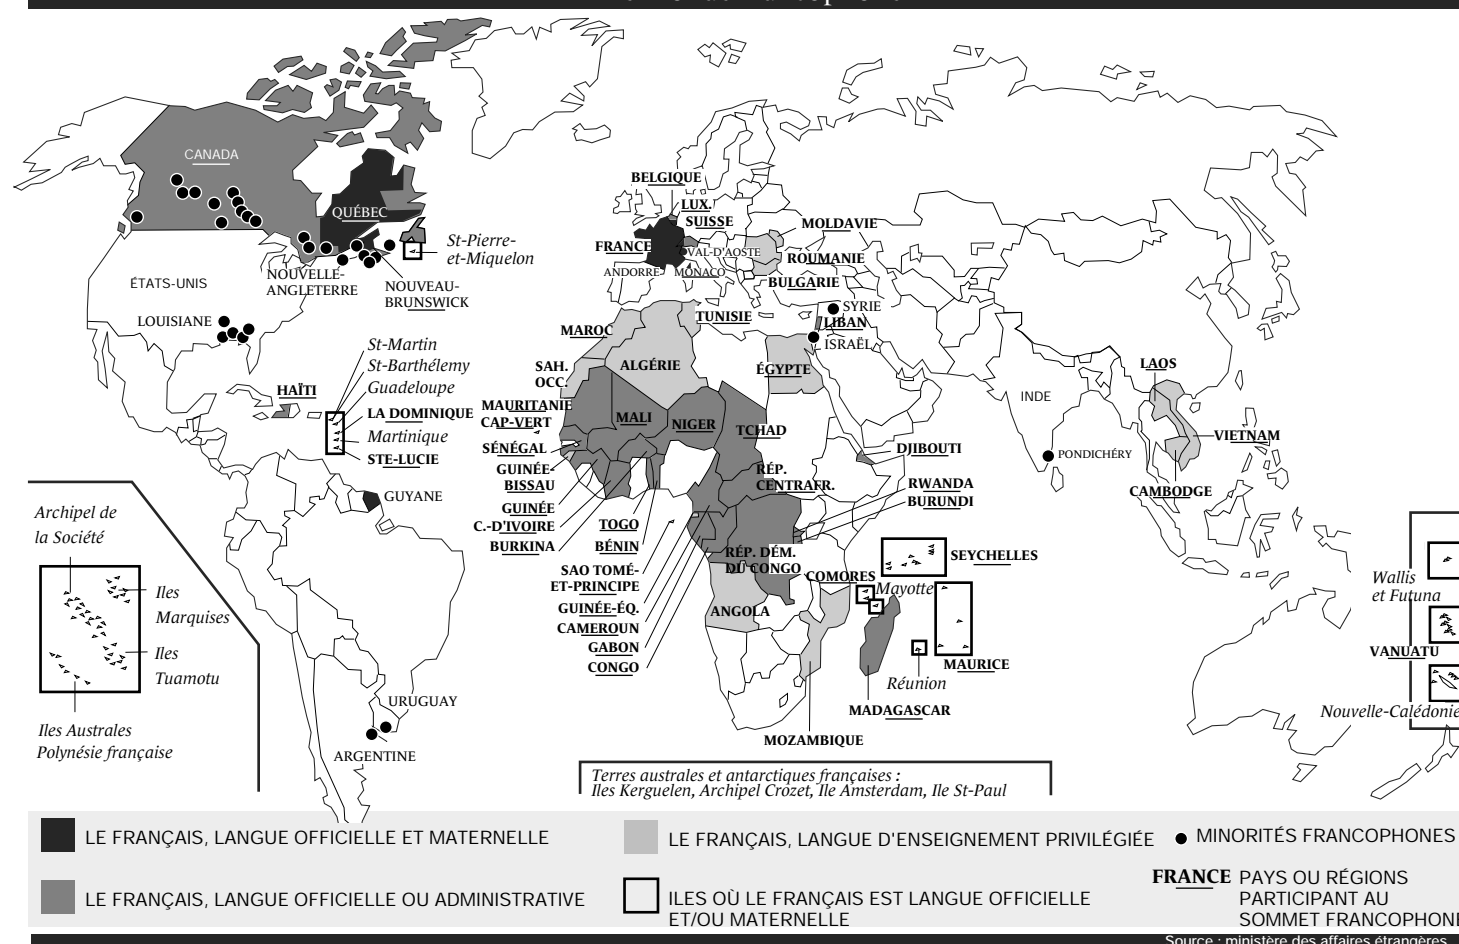 CANADA
QUÉBEC
St-Pierre-
et-Miquelon
ÉTATS-UNIS
NOUVELLE-
ANGLETERRE
NOUVEAU-
BRUNSWICK
LOUISIANE
St-Martin
St-Barthélemy
Guadeloupe
HAÏTI
LA DOMINIQUE
Martinique
STE-LUCIE
GUYANE
Archipel de
la Société
Iles
Marquises
Iles
Tuamotu
Iles Australes
Polynésie française
URUGUAY
ARGENTINE
BELGIQUE
LUX.
SUISSE
FRANCE
VAL-D'AOSTE
ANDORRE
MONACO
MOLDAVIE
ROUMANIE
BULGARIE
TUNISIE
MAROC
SYRIE
LIBAN
ISRAËL
SAH.
OCC.
ALGÉRIE
ÉGYPTE
MAURITANIE
CAP-VERT
MALI
NIGER
TCHAD
SÉNÉGAL
GUINÉE-
BISSAU
GUINÉE
C.-D'IVOIRE
BURKINA
TOGO
BÉNIN
SAO TOMÉ-
ET-PRINCIPE
GUINÉE-ÉQ.
CAMEROUN
GABON
CONGO
RÉP.
CENTRAFR.
DJIBOUTI
RWANDA
BURUNDI
RÉP. DÉM.
DU CONGO
COMORES
Mayotte
SEYCHELLES
ANGOLA
MAURICE
Réunion
MADAGASCAR
MOZAMBIQUE
INDE
PONDICHÉRY
LAOS
VIETNAM
CAMBODGE
Wallis
et Futuna
VANUATU
Nouvelle-Calédonie
Terres australes et antarctiques françaises :
Iles Kerguelen, Archipel Crozet, Ile Amsterdam, Ile St-Paul
LE FRANÇAIS, LANGUE OFFICIELLE ET MATERNELLE
LE FRANÇAIS, LANGUE OFFICIELLE OU ADMINISTRATIVE
LE FRANÇAIS, LANGUE D'ENSEIGNEMENT PRIVILÉGIÉE
ILES OÙ LE FRANÇAIS EST LANGUE OFFICIELLE
ET/OU MATERNELLE
MINORITÉS FRANCOPHONES
FRANCE PAYS OU RÉGIONS
PARTICIPANT AU
SOMMET FRANCOPHONE
Source : ministère des affaires étrangères